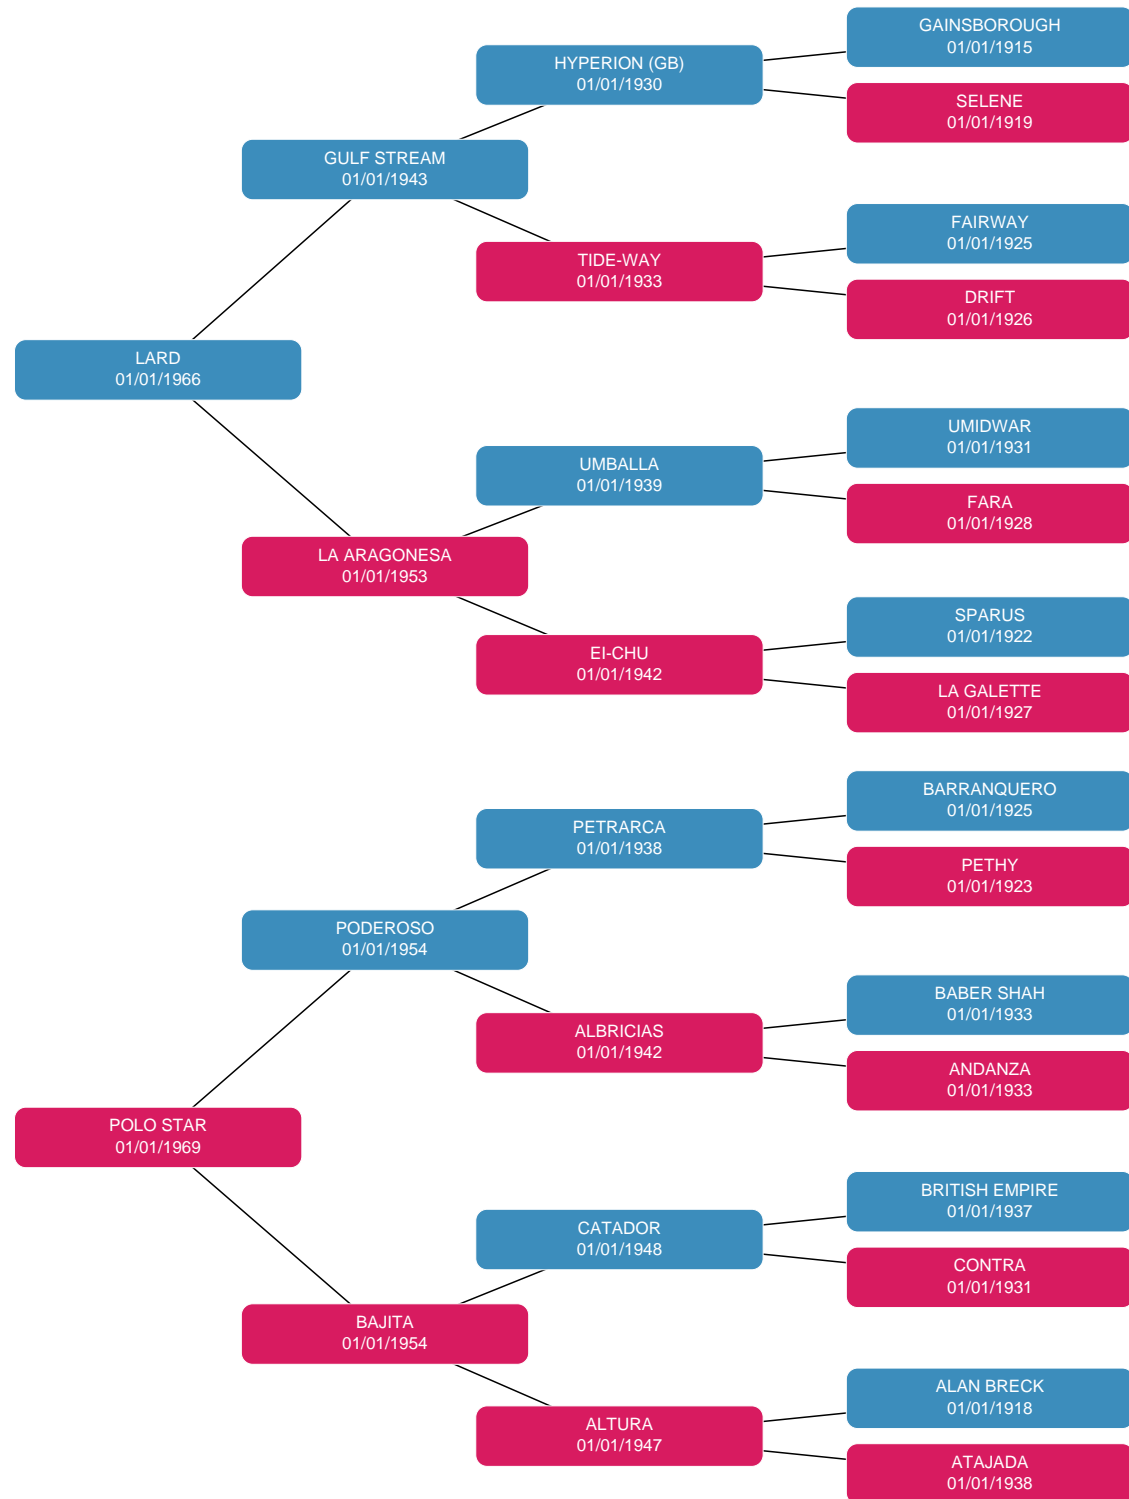 GAINSBOROUGH
01/01/1915
HYPERION (GB)
01/01/1930
SELENE
01/01/1919
GULF STREAM
01/01/1943
FAIRWAY
01/01/1925
TIDE-WAY
01/01/1933
DRIFT
01/01/1926
LARD
01/01/1966
UMIDWAR
01/01/1931
UMBALLA
01/01/1939
FARA
01/01/1928
LA ARAGONESA
01/01/1953
SPARUS
01/01/1922
EI-CHU
01/01/1942
LA GALETTE
01/01/1927
BARRANQUERO
01/01/1925
PETRARCA
01/01/1938
PETHY
01/01/1923
PODEROSO
01/01/1954
BABER SHAH
01/01/1933
ALBRICIAS
01/01/1942
ANDANZA
01/01/1933
POLO STAR
01/01/1969
BRITISH EMPIRE
01/01/1937
CATADOR
01/01/1948
CONTRA
01/01/1931
BAJITA
01/01/1954
ALAN BRECK
01/01/1918
ALTURA
01/01/1947
ATAJADA
01/01/1938